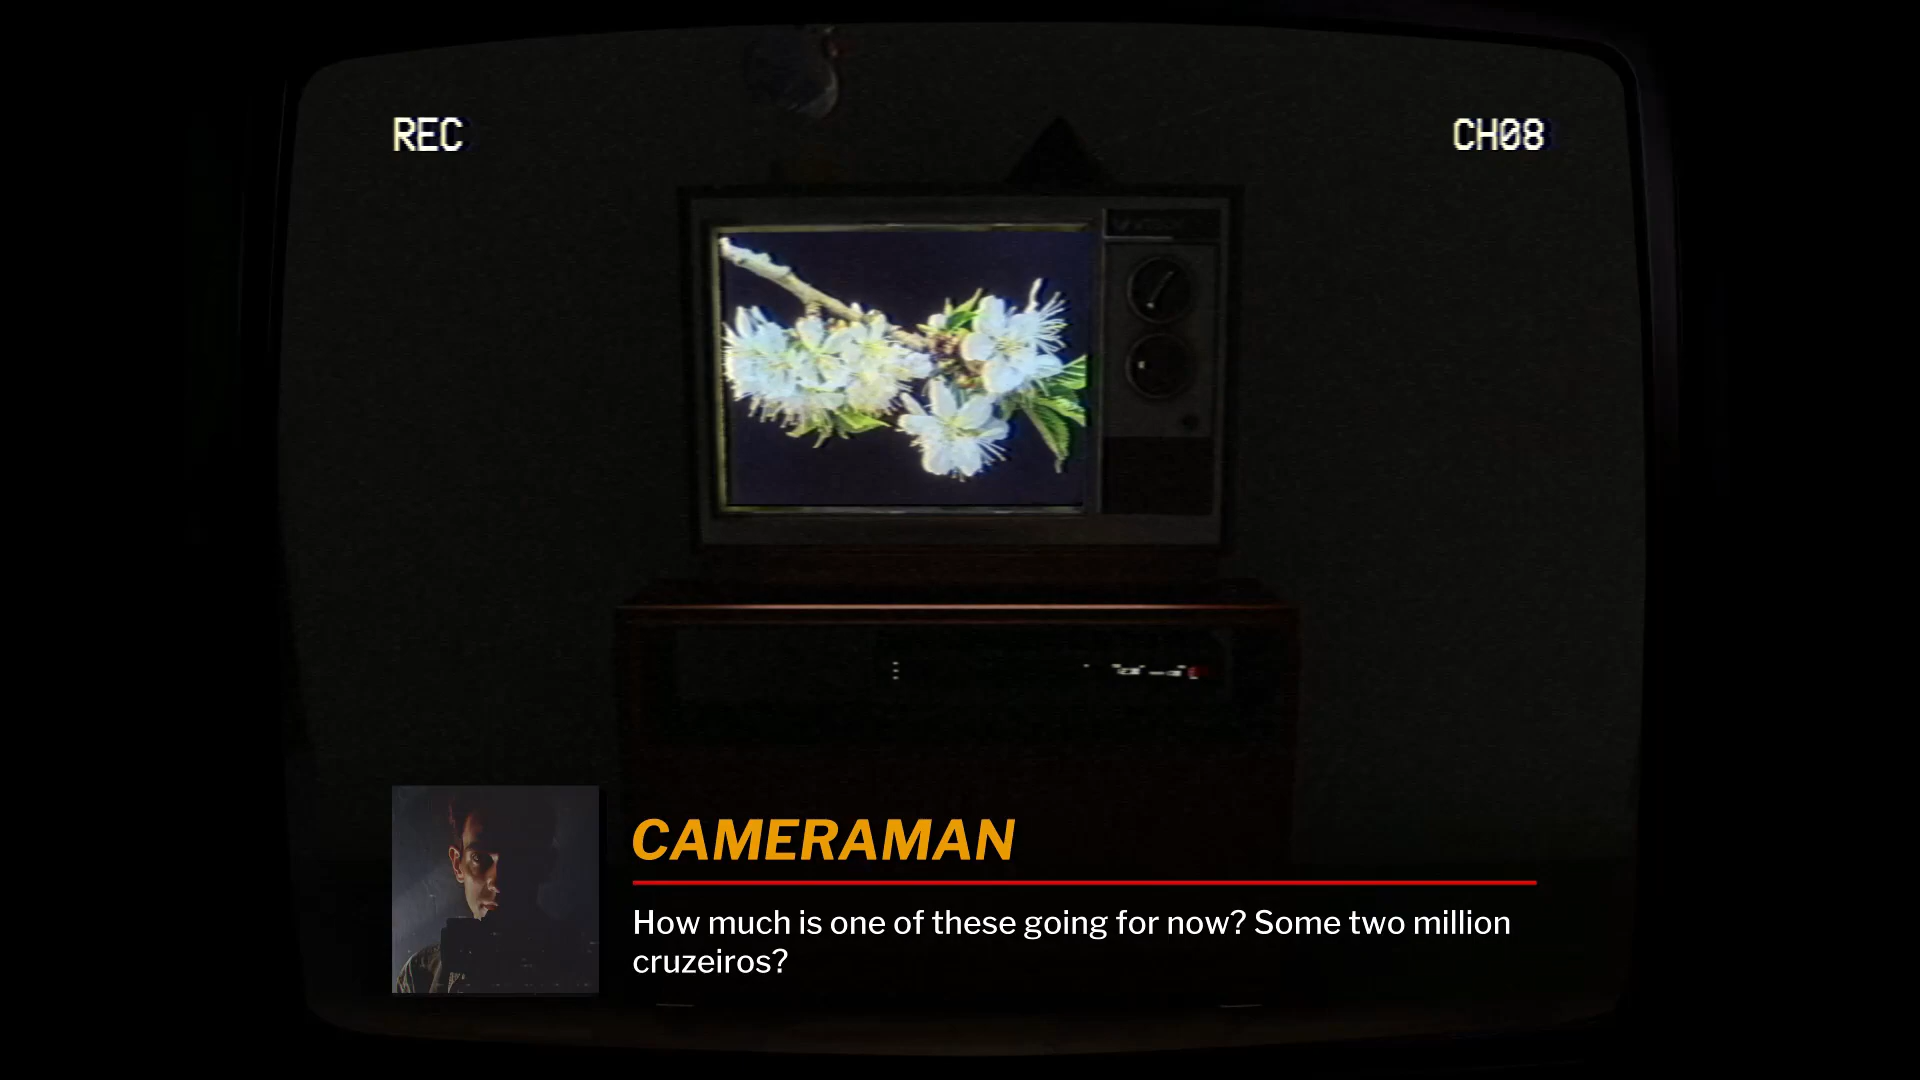 REC
CH08
CAMERAMAN
How much is one of these going for now? Some two million
cruzeiros?